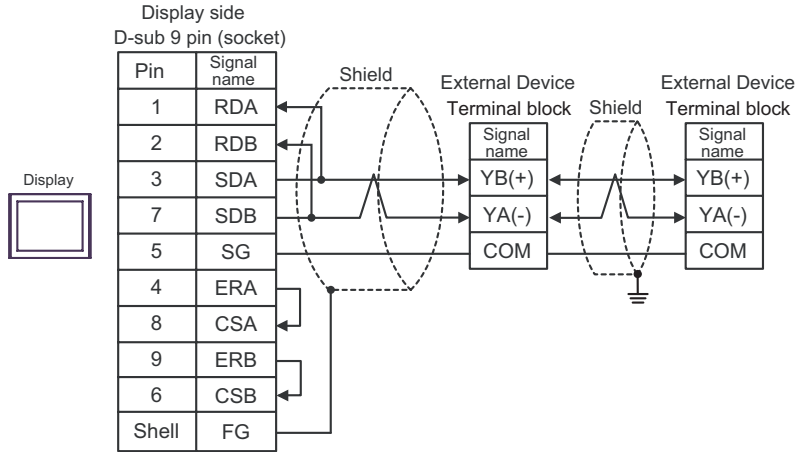 Display side
D-sub 9 pin (socket)
Pin Signal name
1 RDA
2 RDB
3 SDA
7 SDB
5 SG
4 ERA
8 CSA
9 ERB
6 CSB
Shell FG
Display
Shield
External Device
Terminal block
Signal
name
YB(+)
YA(-)
COM
Shield
External Device
Terminal block
Signal
name
YB(+)
YA(-)
COM